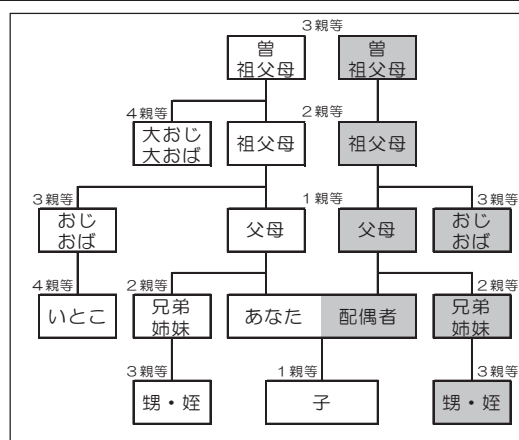 3親等
曽
祖父母
曽
祖父母
4親等
大おじ
大おば
2親等
祖父母
祖父母
3親等
おじ
おば
1親等
父母
父母
3親等
おじ
おば
4親等
いとこ
2親等
兄弟
姉妹
あなた
配偶者
2親等
兄弟
姉妹
3親等
甥・姪
1親等
子
3親等
甥・姪